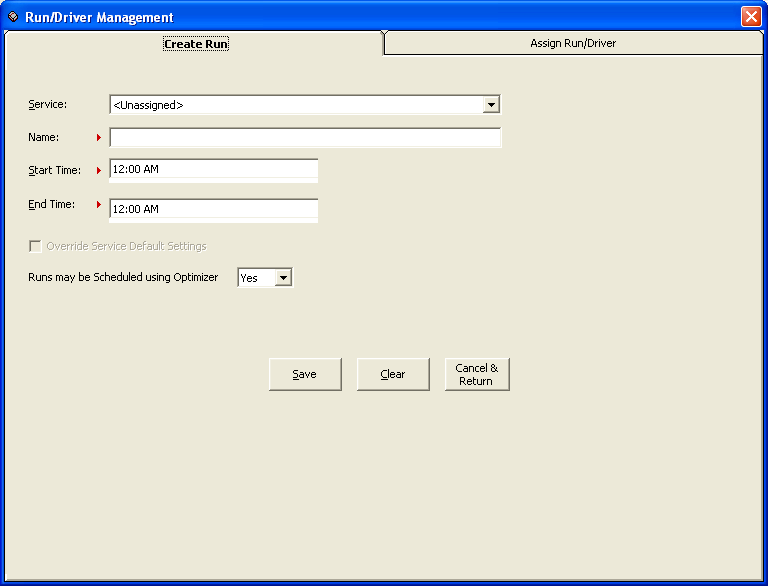 Run/Driver Management
Create Run
Assign Run/Driver
Service:
<Unassigned>
Name:
Start Time:
12:00 AM
End Time:
12:00 AM
Override Service Default Settings
Runs may be Scheduled using Optimizer
Yes
Save
Clear
Cancel &
Return